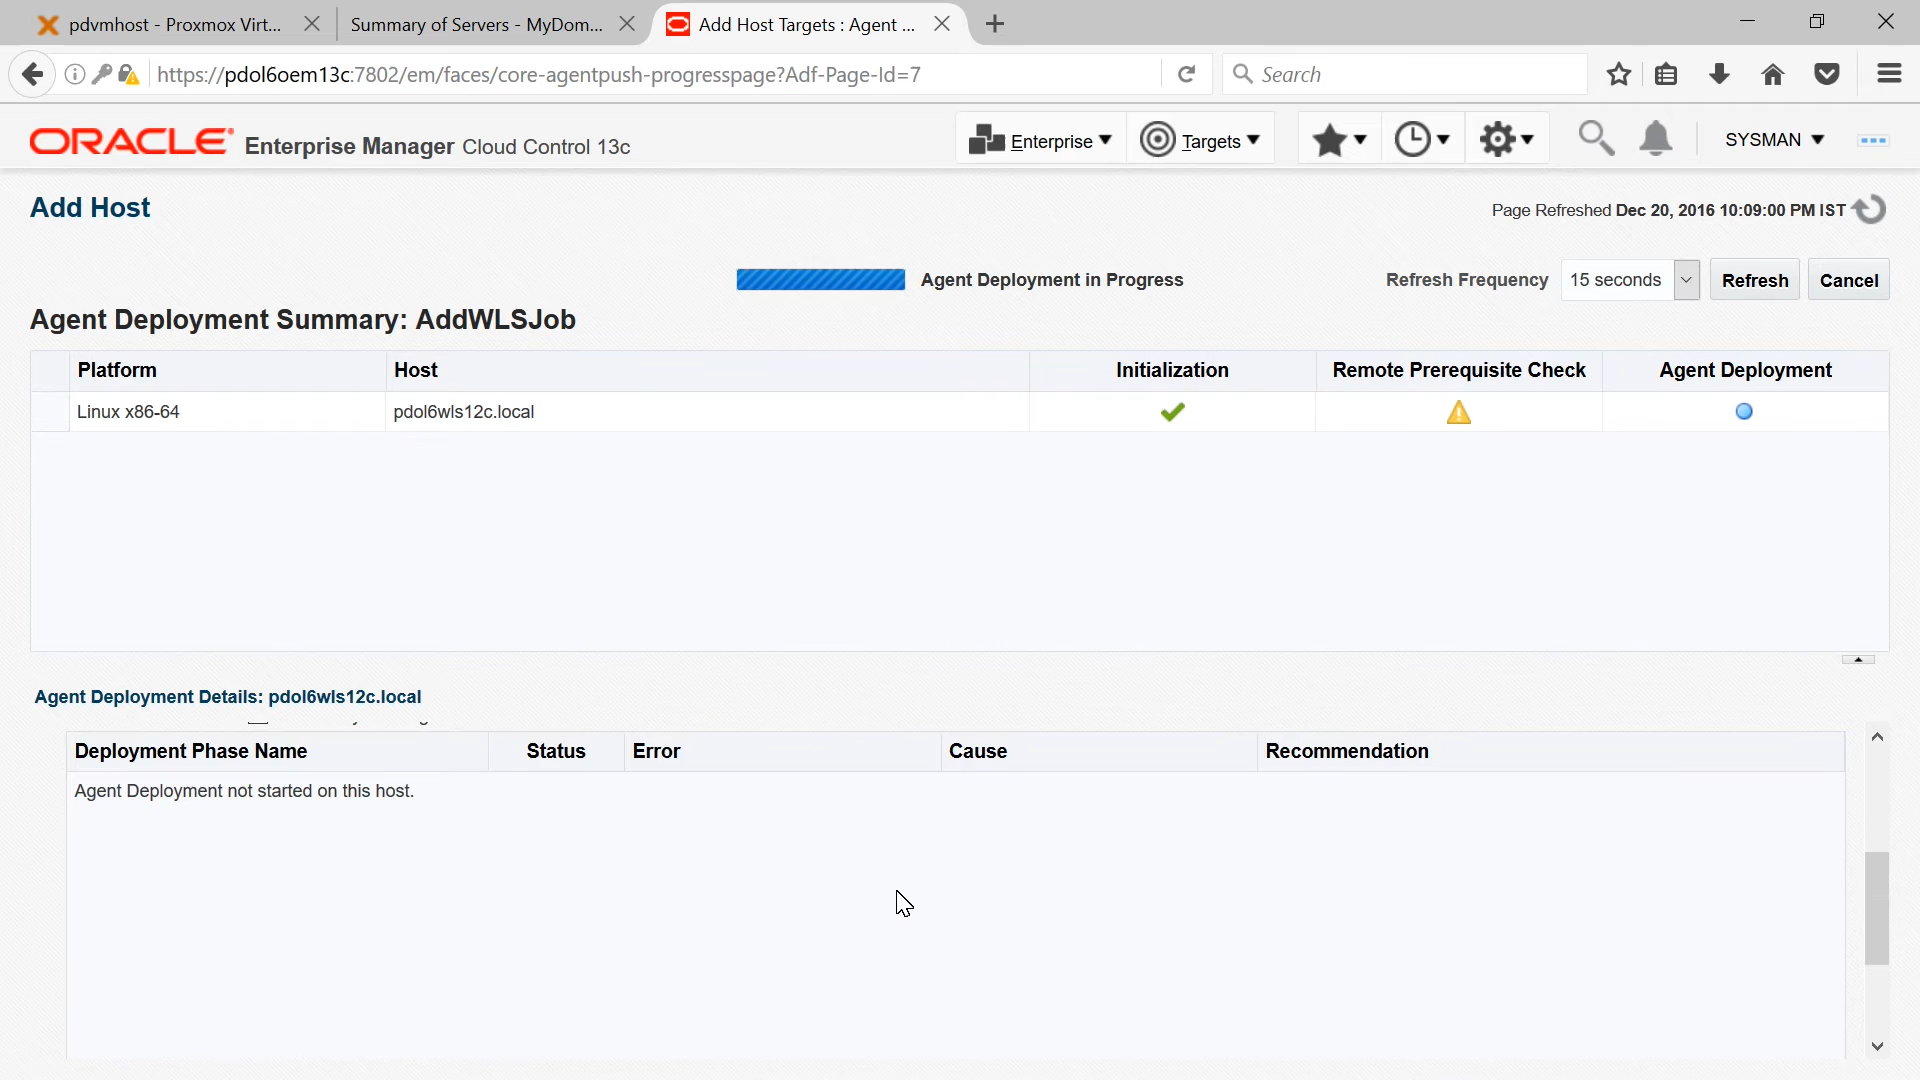 pdvmhost - Proxmox Virt...
Summary of Servers - MyDom...
Add Host Targets : Agent ...
https://pdol6oem13c:7802/em/faces/core-agentpush-progresspage?Adf-Page-Id=7
Search
ORACLE Enterprise Manager Cloud Control 13c
Enterprise
Targets
SYSMAN
Add Host
Page Refreshed Dec 20, 2016 10:09:00 PM IST
Agent Deployment in Progress
Refresh Frequency
15 seconds
Refresh
Cancel
Agent Deployment Summary: AddWLSJob
Platform Host Initialization Remote Prerequisite Check Agent Deployment
Linux x86-64 pdol6wls12c.local
Agent Deployment Details: pdol6wls12c.local
Deployment Phase Name Status Error Cause Recommendation
Agent Deployment not started on this host.